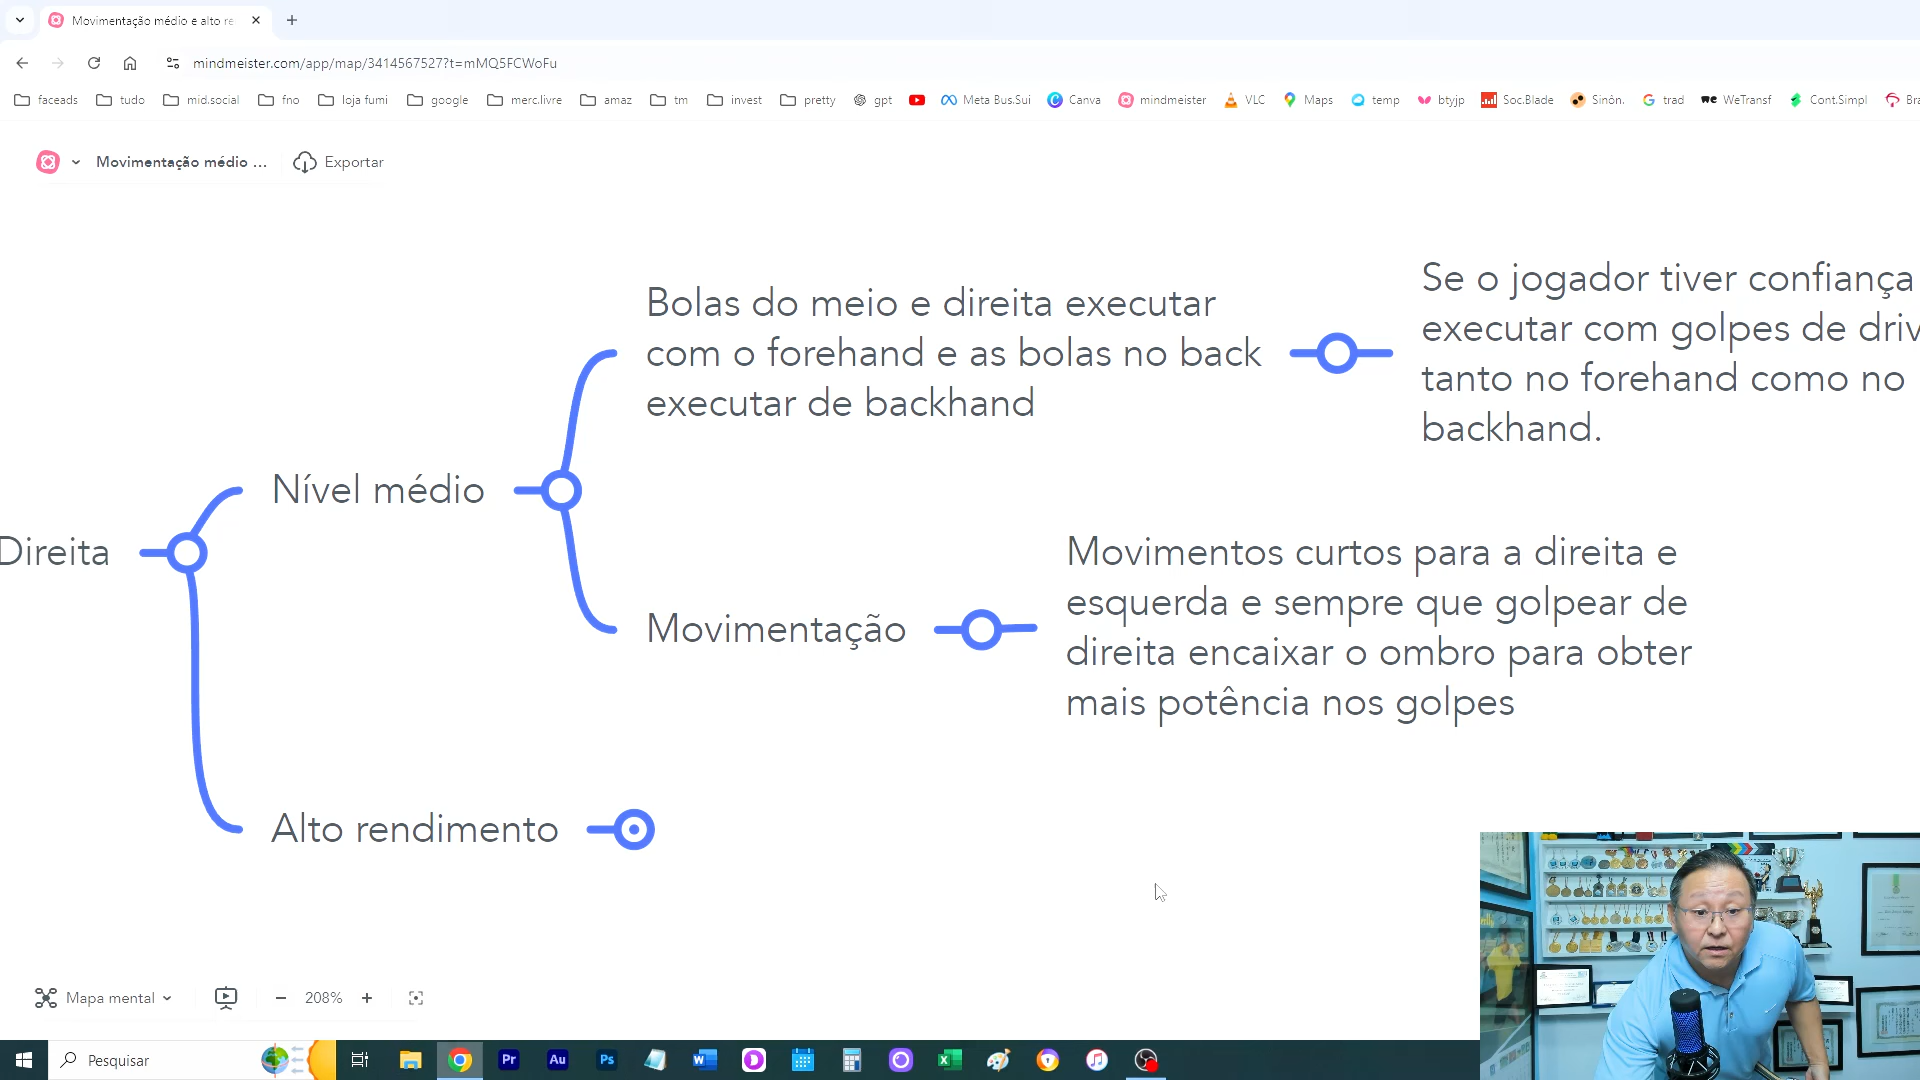 Movimentação médio e alto re
mindmeister.com/app/map/3414567527?t=mMQ5FCWoFu
faceads tudo mid.social fno loja fumi google merc.livre amaz tm invest pretty gpt Meta Bus.Sui Canva mindmeister VLC Maps temp btyjp Soc.Blade Sinôn. trad WeTransf Cont.Simpl Bra
Movimentação médio ... Exportar
Direita
Nível médio
Bolas do meio e direita executar
com o forehand e as bolas no back
executar de backhand
Se o jogador tiver confiança
executar com golpes de driv
tanto no forehand como no
backhand.
Movimentação
Movimentos curtos para a direita e
esquerda e sempre que golpear de
direita encaixar o ombro para obter
mais potência nos golpes
Alto rendimento
Mapa mental 208%
Pesquisar Pr Au Ps